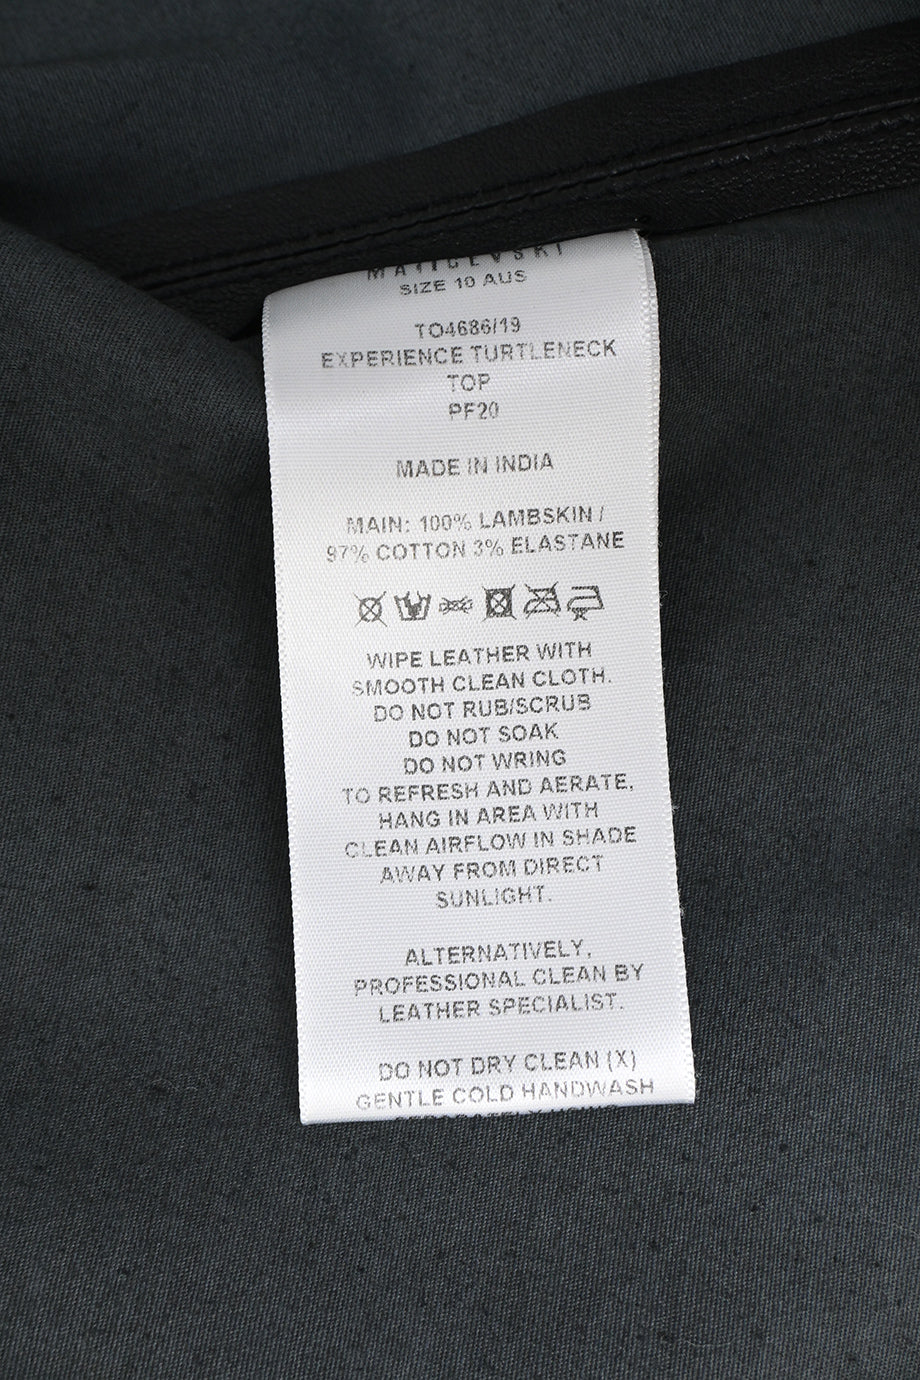 MATICEVSKI
SIZE 10 AUS
TO4686/19
EXPERIENCE TURTLENECK
TOP
PF20
MADE IN INDIA
MAIN: 100% LAMBSKIN /
97% COTTON 3% ELASTANE
WIPE LEATHER WITH
SMOOTH CLEAN CLOTH.
DO NOT RUB/SCRUB
DO NOT SOAK
DO NOT WRING
TO REFRESH AND AERATE,
HANG IN AREA WITH
CLEAN AIRFLOW IN SHADE
AWAY FROM DIRECT
SUNLIGHT.
ALTERNATIVELY,
PROFESSIONAL CLEAN BY
LEATHER SPECIALIST.
DO NOT DRY CLEAN (X)
GENTLE COLD HANDWASH